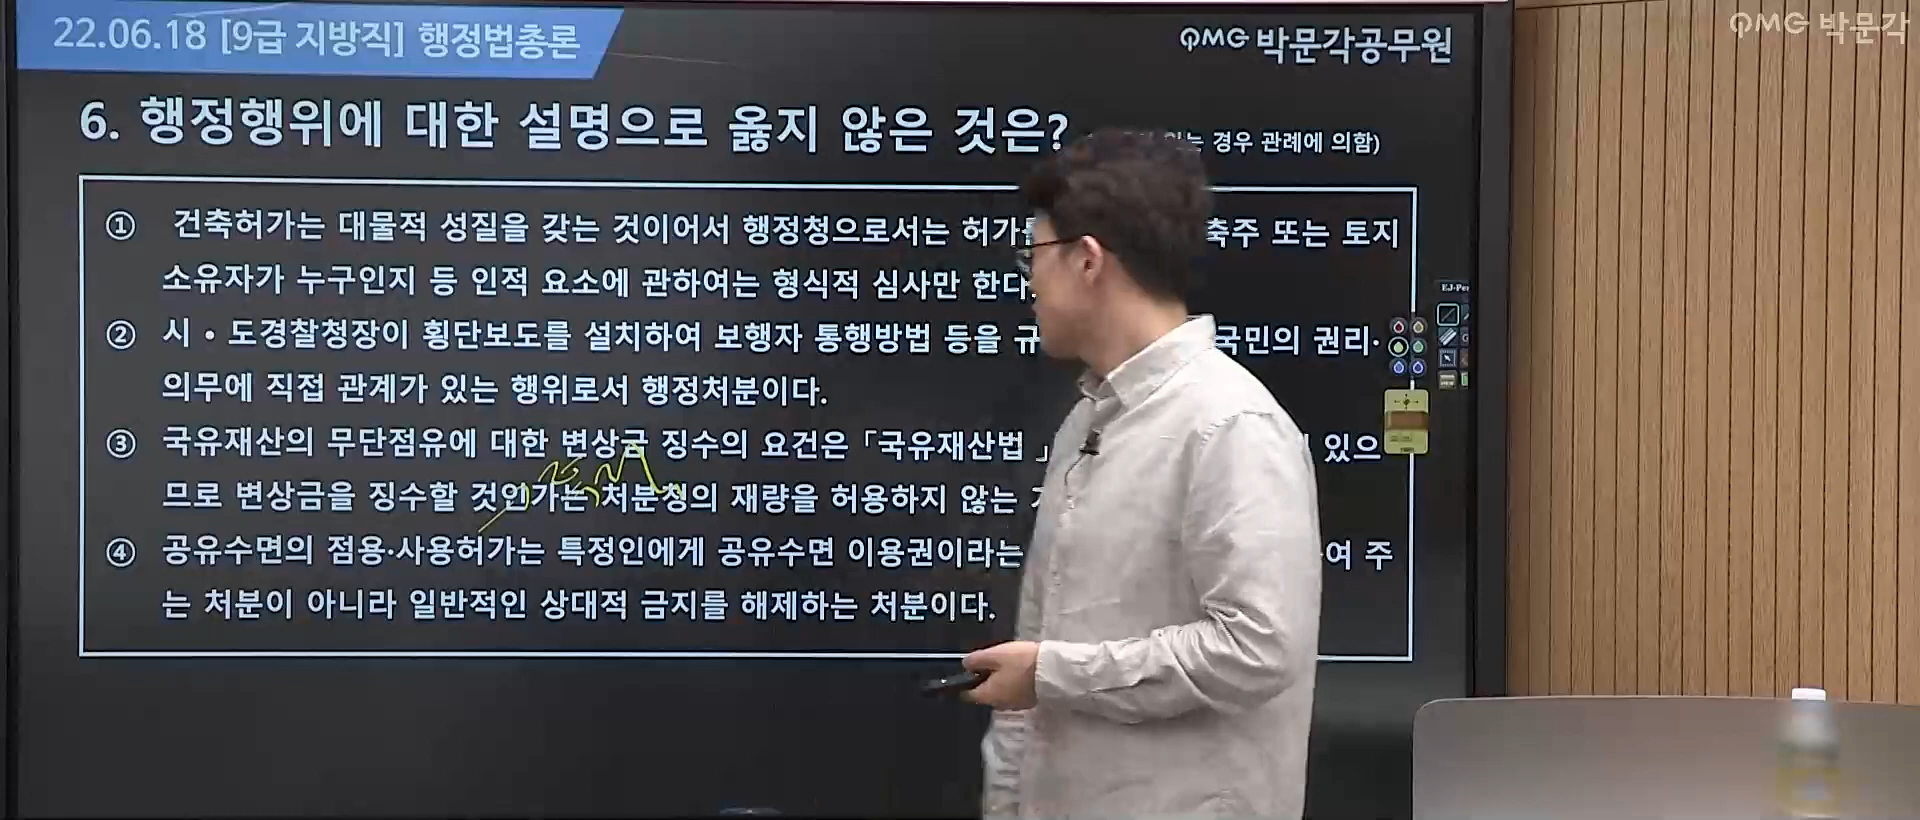 22.06.18 [9급 지방직] 행정법총론
QMG 박문각공무원
QMG 박문각
6. 행정행위에 대한 설명으로 옳지 않은 것은?
경우 관례에 의함)
① 건축허가는 대물적 성질을 갖는 것이어서 행정청으로서는 축주 또는 토지
소유자가 누구인지 등 인적 요소에 관하여는 형식적 심사만 한다.
② 시・도경찰청장이 횡단보도를 설치하여 보행자 통행방법 등을 규 국민의 권리·
의무에 직접 관계가 있는 행위로서 행정처분이다.
③ 국유재산의 무단점유에 대한 변상금 징수의 요건은 「국유재산법」 있으
므로 변상금을 징수할 것인가는 처분청의 재량을 허용하지 않는
④ 공유수면의 점용·사용허가는 특정인에게 공유수면 이용권이라는 여 주
는 처분이 아니라 일반적인 상대적 금지를 해제하는 처분이다.